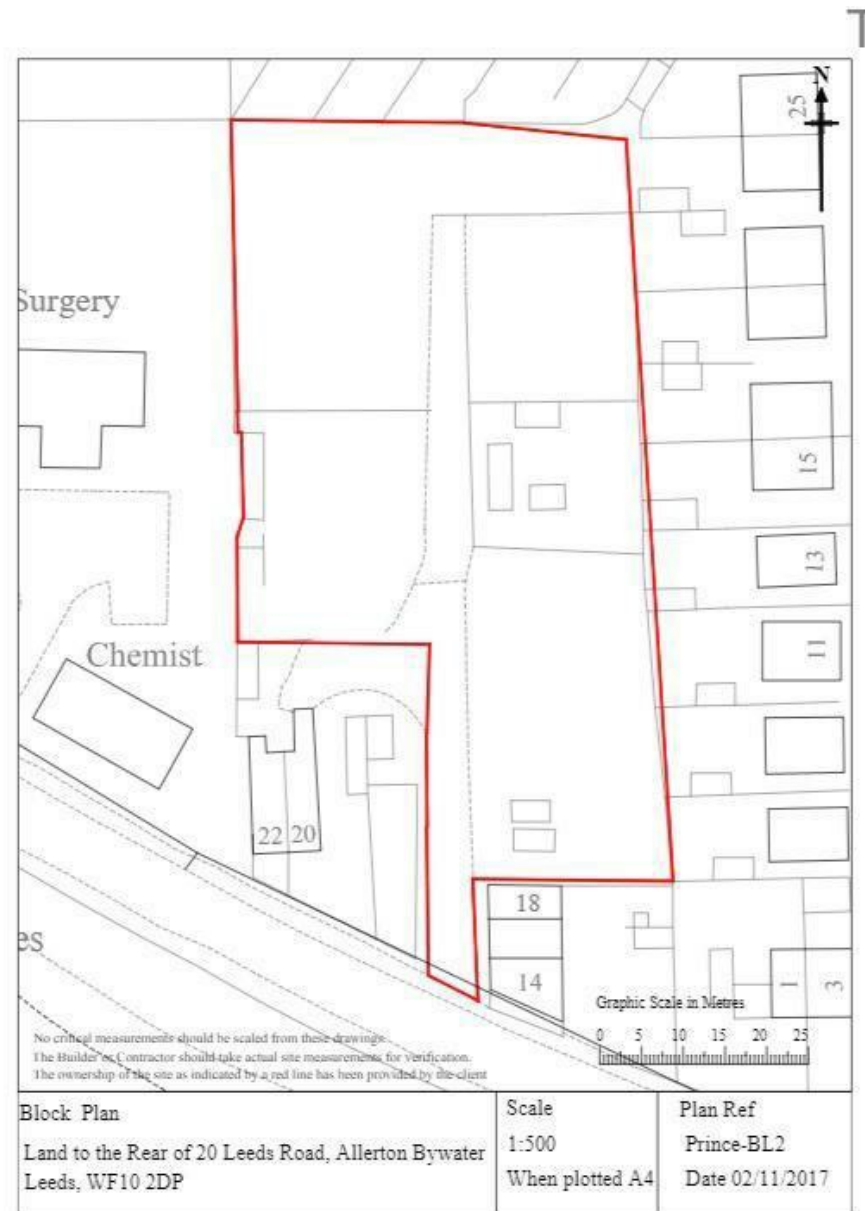 N
25
Surgery
15
13
Chemist
11
22 20
18
14
1
3
es
Graphic Scale in Metres
0 5 10 15 20 25
No critical measurements should be scaled from these drawings.
The Builder or Contractor should take actual site measurements for verification.
The ownership of the site as indicated by a red line has been provided by the client
Block Plan
Land to the Rear of 20 Leeds Road, Allerton Bywater
Leeds, WF10 2DP
Scale
1:500
When plotted A4
Plan Ref
Prince-BL2
Date 02/11/2017